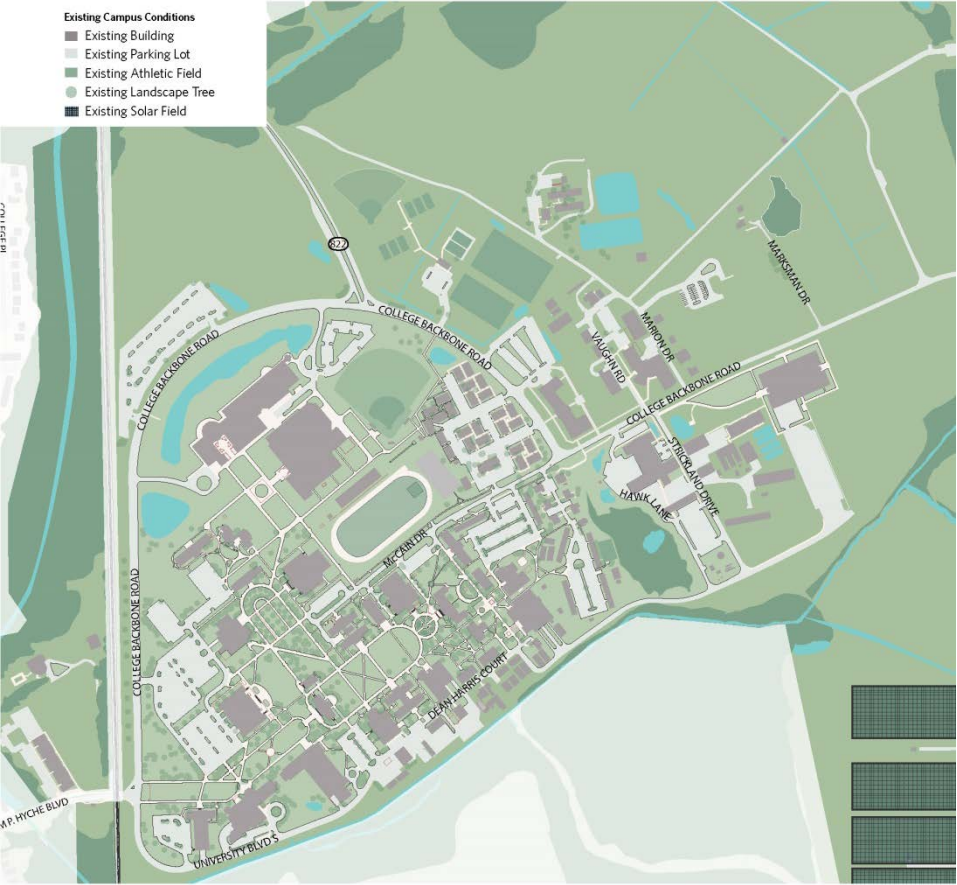 Existing Campus Conditions
Existing Building
Existing Parking Lot
Existing Athletic Field
Existing Landscape Tree
Existing Solar Field
822
COLLEGE BACKBONE ROAD
COLLEGE BACKBONE ROAD
MARKSMAN DR
MARION DR
VAUGHN RD
COLLEGE BACKBONE ROAD
STRICKLAND DRIVE
HAWK LANE
McCAIN DR
COLLEGE BACKBONE ROAD
DEAN HARRIS COURT
M P. HYCHE BLVD
UNIVERSITY BLVD S